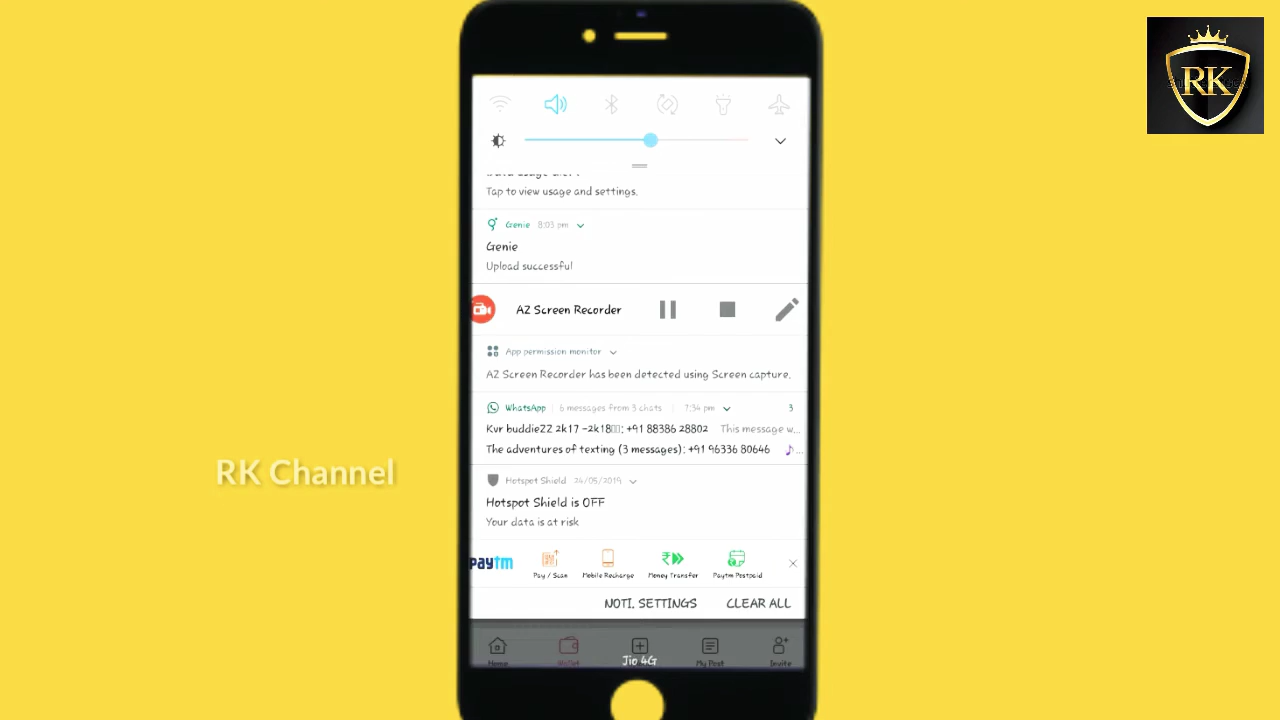 RK
Tap to view usage and settings.
Genie 8:03 pm
Genie
Upload successful
AZ Screen Recorder
App permission monitor
AZ Screen Recorder has been detected using Screen capture.
WhatsApp | 6 messages from 3 chats | 7:34 pm 3
Kvr buddieZZ 2k17 -2k18: +91 88386 28802 This message w...
The adventures of texting (3 messages): +91 96336 80646 ♪...
RK Channel
Hotspot Shield 24/05/2019
Hotspot Shield is OFF
Your data is at risk
paytm
Pay / Scan Mobile Recharge Money Transfer Paytm Postpaid
NOTI. SETTINGS CLEAR ALL
Home Wallet My Post Invite
Jio 4G